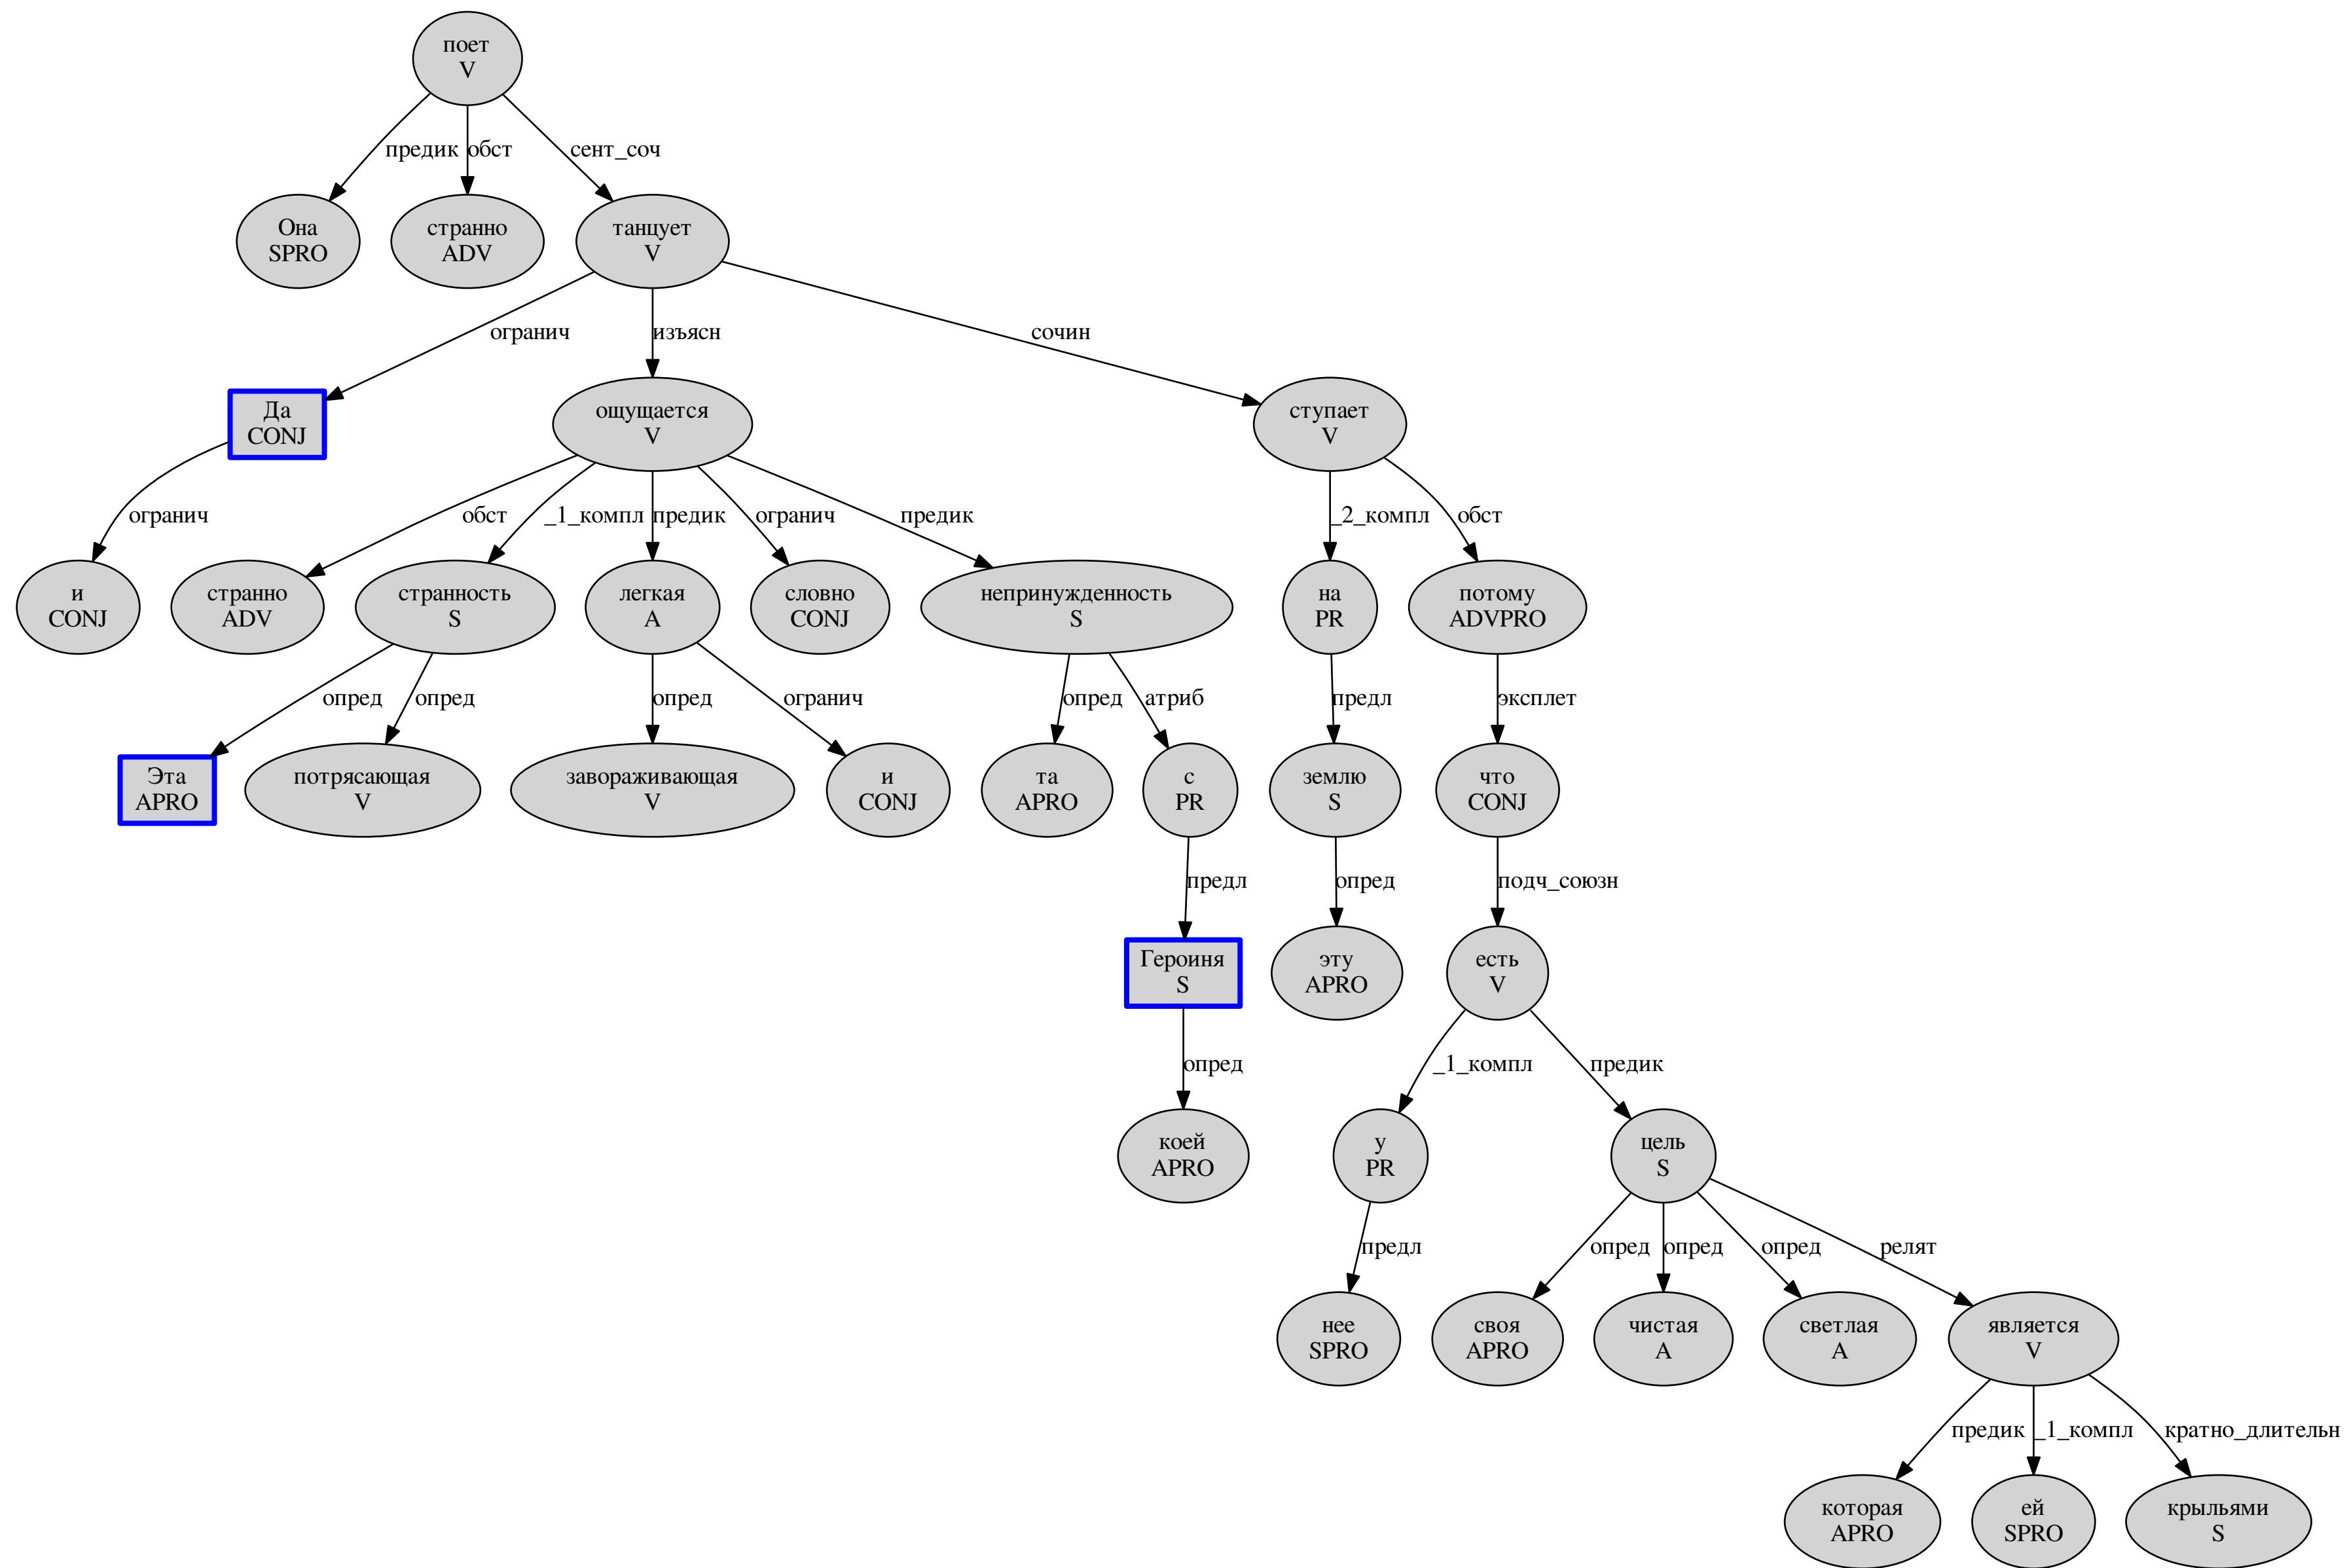 поет
V
предик
обст
сент_соч
Она
SPRO
странно
ADV
танцует
V
огранич
изъясн
сочин
Да
CONJ
ощущается
V
ступает
V
огранич
обст
_1_компл
предик
огранич
предик
_2_компл
обст
и
CONJ
странно
ADV
странность
S
легкая
A
словно
CONJ
непринужденность
S
на
PR
потому
ADVPRO
опред
опред
опред
огранич
опред
атриб
предл
эксплет
Эта
APRO
потрясающая
V
завораживающая
V
и
CONJ
та
APRO
с
PR
землю
S
что
CONJ
предл
опред
подч_союзн
Героиня
S
эту
APRO
есть
V
опред
_1_компл
предик
коей
APRO
у
PR
цель
S
предл
опред
опред
опред
релят
нее
SPRO
своя
APRO
чистая
A
светлая
A
является
V
предик
_1_компл
кратно_длительн
которая
APRO
ей
SPRO
крыльями
S